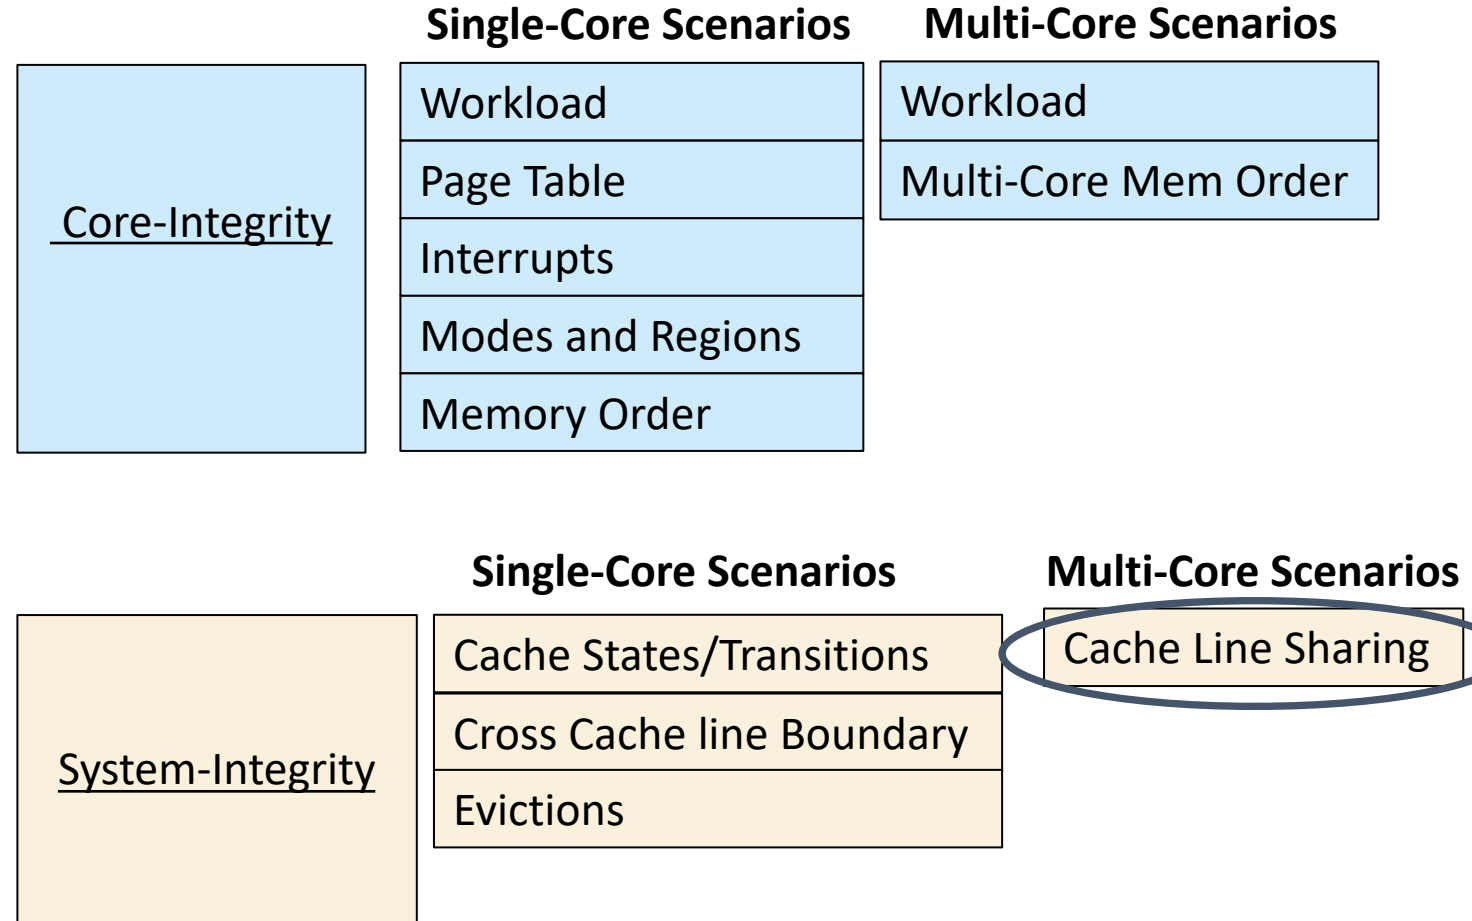 Single-Core Scenarios
Multi-Core Scenarios
Core-Integrity
Workload
Page Table
Interrupts
Modes and Regions
Memory Order
Workload
Multi-Core Mem Order
Single-Core Scenarios
Multi-Core Scenarios
System-Integrity
Cache States/Transitions
Cross Cache line Boundary
Evictions
Cache Line Sharing